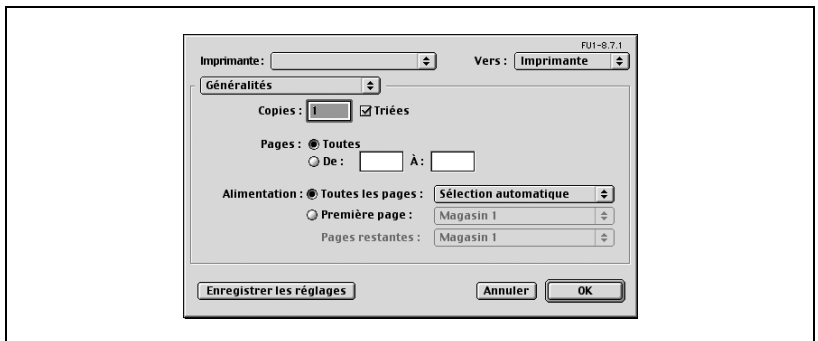 FU1-8.7.1
Imprimante: Vers : Imprimante
Généralités
Copies : 1 Triées
Pages : Toutes
De : À :
Alimentation : Toutes les pages : Sélection automatique
Première page : Magasin 1
Pages restantes : Magasin 1
Enregistrer les réglages Annuler OK